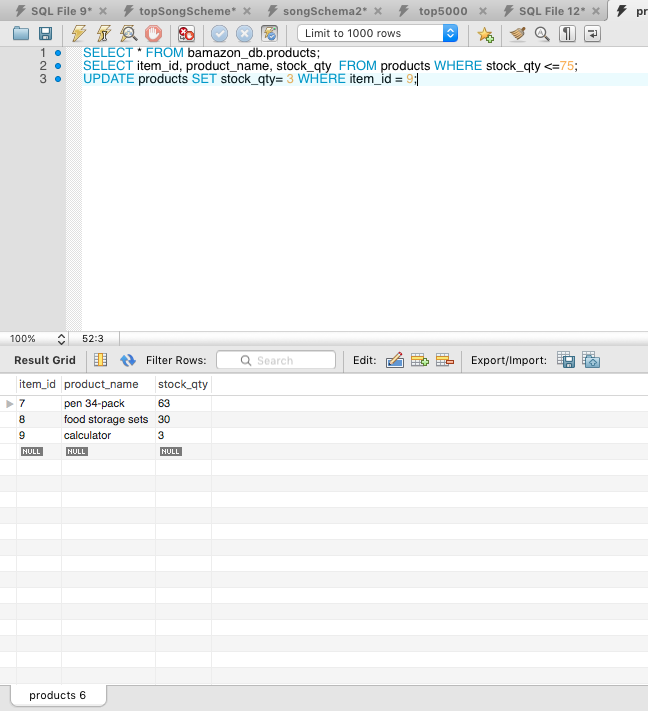 SQL File 9* topSongScheme* songSchema2* top5000 SQL File 12* pr
Limit to 1000 rows
1 SELECT * FROM bamazon_db.products;
2 SELECT item_id, product_name, stock_qty  FROM products WHERE stock_qty <=75;
3 UPDATE products SET stock_qty= 3 WHERE item_id = 9;
100% 52:3
Result Grid Filter Rows: Search Edit: Export/Import:
item_id product_name stock_qty
7 pen 34-pack 63
8 food storage sets 30
9 calculator 3
NULL NULL NULL
products 6